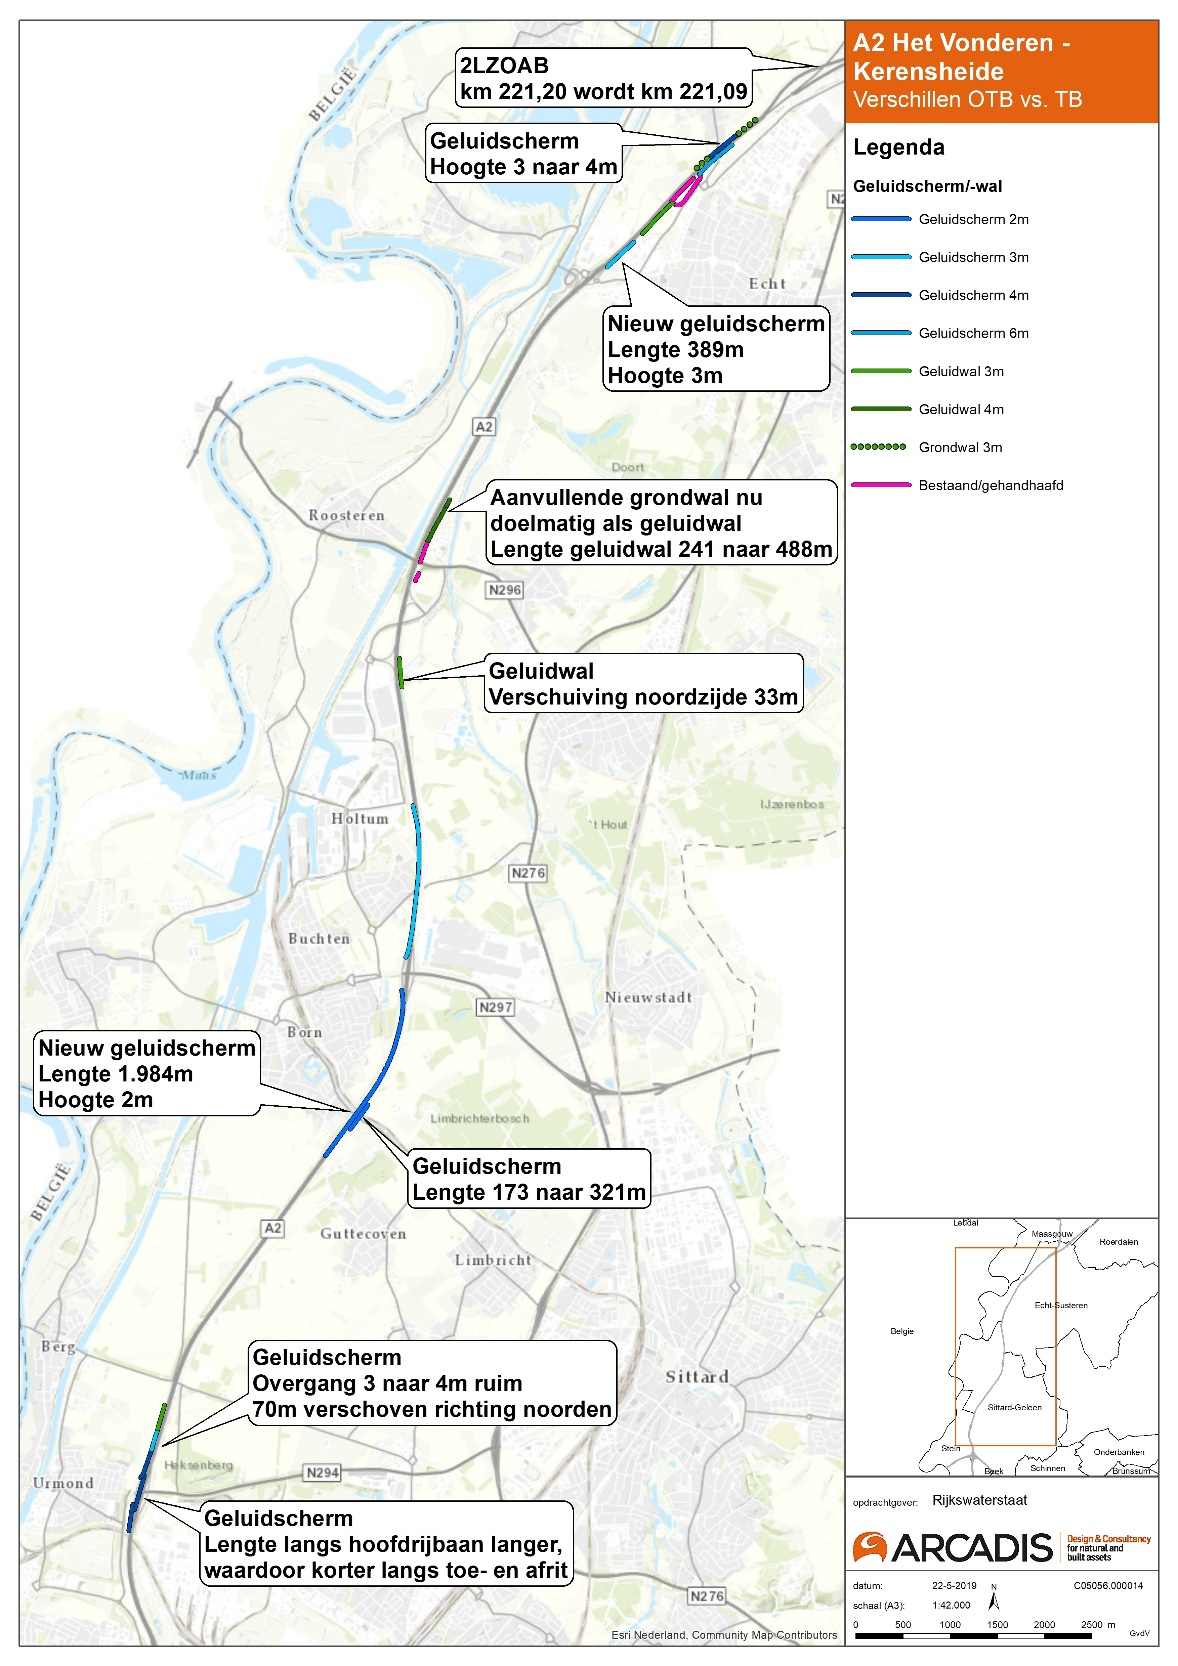 A2 Het Vonderen -
Kerensheide
Verschillen OTB vs. TB
Legenda
Geluidscherm/-wal
Geluidscherm 2m
Geluidscherm 3m
Geluidscherm 4m
Geluidscherm 6m
Geluidwal 3m
Geluidwal 4m
Grondwal 3m
Bestaand/gehandhaafd
BELGIË
2LZOAB
km 221,20 wordt km 221,09
Geluidscherm
Hoogte 3 naar 4m
N2
Echt
Nieuw geluidscherm
Lengte 389m
Hoogte 3m
A2
Doort
Roosteren
Aanvullende grondwal nu
doelmatig als geluidwal
Lengte geluidwal 241 naar 488m
N296
Geluidwal
Verschuiving noordzijde 33m
Maas
IJzerenbos
Holtum
't Hout
N276
Buchten
Nieuwstadt
N297
Born
Nieuw geluidscherm
Lengte 1.984m
Hoogte 2m
Limbrichterbosch
BELGIË
Geluidscherm
Lengte 173 naar 321m
A2
Guttecoven
Limbricht
Berg
Geluidscherm
Overgang 3 naar 4m ruim
70m verschoven richting noorden
Sittard
Heksenberg
Urmond
N294
Geluidscherm
Lengte langs hoofdrijbaan langer,
waardoor korter langs toe- en afrit
N276
Esri Nederland, Community Map Contributors
Leudal
Maasgouw
Roerdalen
Echt-Susteren
Belgie
Sittard-Geleen
Stein
Onderbanken
Beek
Schinnen
Brunssum
opdrachtgever: Rijkswaterstaat
ARCADIS
Design & Consultancy
for natural and
built assets
datum: 22-5-2019 N C05056.000014
schaal (A3): 1:42.000
0 500 1000 1500 2000 2500 m
GvdV